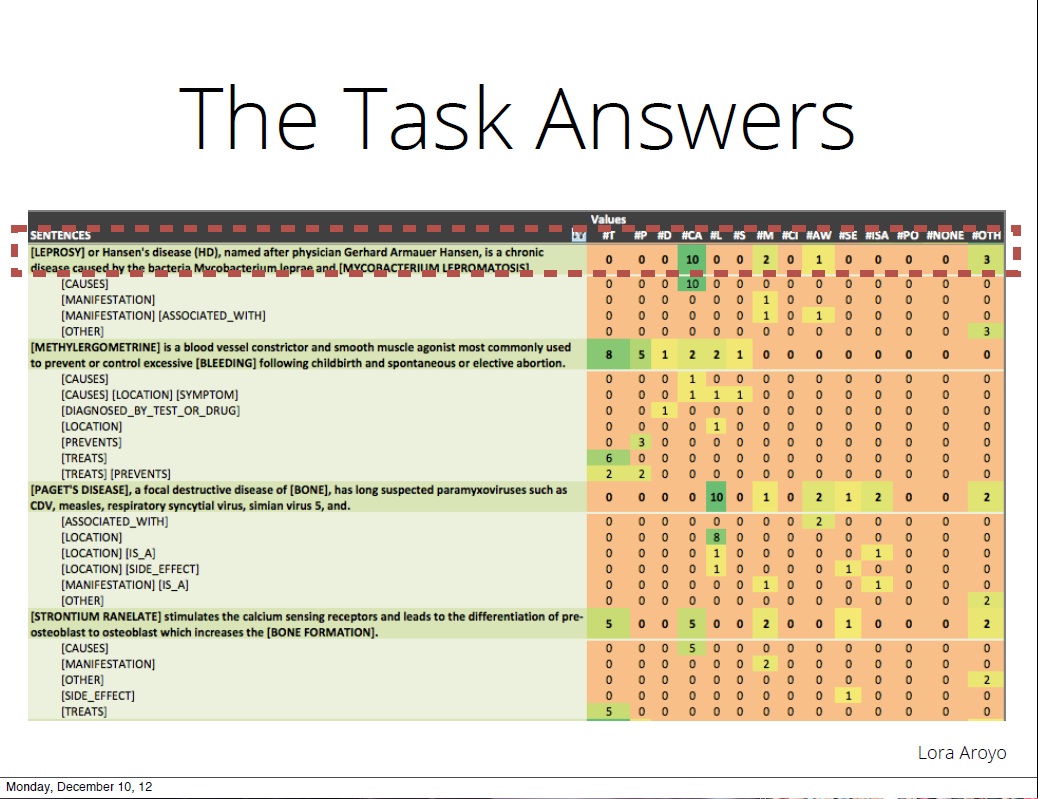 The Task Answers
Values
SENTENCES #T #P #D #CA #L #S #M #CI #AW #SE #ISA #PO #NONE #OTH
[LEPROSY] or Hansen's disease (HD), named after physician Gerhard Armauer Hansen, is a chronic
disease caused by the bacteria Mycobacterium leprae and [MYCOBACTERIUM LEPROMATOSIS].
0 0 0 10 0 0 2 0 1 0 0 0 0 3
[CAUSES] 0 0 0 10 0 0 0 0 0 0 0 0 0 0
[MANIFESTATION] 0 0 0 0 0 0 1 0 0 0 0 0 0 0
[MANIFESTATION] [ASSOCIATED_WITH] 0 0 0 0 0 0 1 0 1 0 0 0 0 0
[OTHER] 0 0 0 0 0 0 0 0 0 0 0 0 0 3
[METHYLERGOMETRINE] is a blood vessel constrictor and smooth muscle agonist most commonly used
to prevent or control excessive [BLEEDING] following childbirth and spontaneous or elective abortion.
8 5 1 2 2 1 0 0 0 0 0 0 0 0
[CAUSES] 0 0 0 1 0 0 0 0 0 0 0 0 0 0
[CAUSES] [LOCATION] [SYMPTOM] 0 0 0 1 1 1 0 0 0 0 0 0 0 0
[DIAGNOSED_BY_TEST_OR_DRUG] 0 0 1 0 0 0 0 0 0 0 0 0 0 0
[LOCATION] 0 0 0 0 1 0 0 0 0 0 0 0 0 0
[PREVENTS] 0 3 0 0 0 0 0 0 0 0 0 0 0 0
[TREATS] 6 0 0 0 0 0 0 0 0 0 0 0 0 0
[TREATS] [PREVENTS] 2 2 0 0 0 0 0 0 0 0 0 0 0 0
[PAGET'S DISEASE], a focal destructive disease of [BONE], has long suspected paramyxoviruses such as
CDV, measles, respiratory syncytial virus, simian virus 5, and.
0 0 0 0 10 0 1 0 2 1 2 0 0 2
[ASSOCIATED_WITH] 0 0 0 0 0 0 0 0 2 0 0 0 0 0
[LOCATION] 0 0 0 0 8 0 0 0 0 0 0 0 0 0
[LOCATION] [IS_A] 0 0 0 0 1 0 0 0 0 0 1 0 0 0
[LOCATION] [SIDE_EFFECT] 0 0 0 0 1 0 0 0 0 1 0 0 0 0
[MANIFESTATION] [IS_A] 0 0 0 0 0 0 1 0 0 0 1 0 0 0
[OTHER] 0 0 0 0 0 0 0 0 0 0 0 0 0 2
[STRONTIUM RANELATE] stimulates the calcium sensing receptors and leads to the differentiation of pre-
osteoblast to osteoblast which increases the [BONE FORMATION].
5 0 0 5 0 0 2 0 0 1 0 0 0 2
[CAUSES] 0 0 0 5 0 0 0 0 0 0 0 0 0 0
[MANIFESTATION] 0 0 0 0 0 0 2 0 0 0 0 0 0 0
[OTHER] 0 0 0 0 0 0 0 0 0 0 0 0 0 2
[SIDE_EFFECT] 0 0 0 0 0 0 0 0 0 1 0 0 0 0
[TREATS] 5 0 0 0 0 0 0 0 0 0 0 0 0 0
Lora Aroyo
Monday, December 10, 12